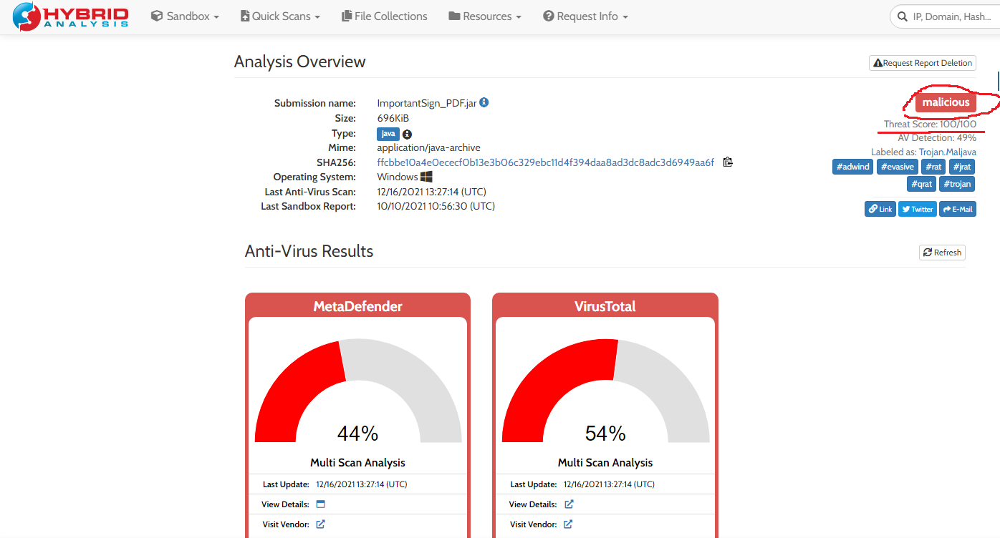 HYBRID ANALYSIS
Sandbox Quick Scans File Collections Resources Request Info IP, Domain, Hash...
Analysis Overview
Request Report Deletion
Submission name: ImportantSign_PDF.jar
Size: 696KiB
Type: java
Mime: application/java-archive
SHA256: ffcbbe10a4e0ececf0b13e3b06c329ebc11d4f394daa8ad3dc8adc3d6949aa6f
Operating System: Windows
Last Anti-Virus Scan: 12/16/2021 13:27:14 (UTC)
Last Sandbox Report: 10/10/2021 10:56:30 (UTC)
malicious
Threat Score: 100/100
AV Detection: 49%
Labeled as: Trojan.Maljava
#adwind #evasive #rat #jrat
#qrat #trojan
Link Twitter E-Mail
Anti-Virus Results
Refresh
MetaDefender
44%
Multi Scan Analysis
Last Update: 12/16/2021 13:27:14 (UTC)
View Details:
Visit Vendor:
VirusTotal
54%
Multi Scan Analysis
Last Update: 12/16/2021 13:27:14 (UTC)
View Details:
Visit Vendor: